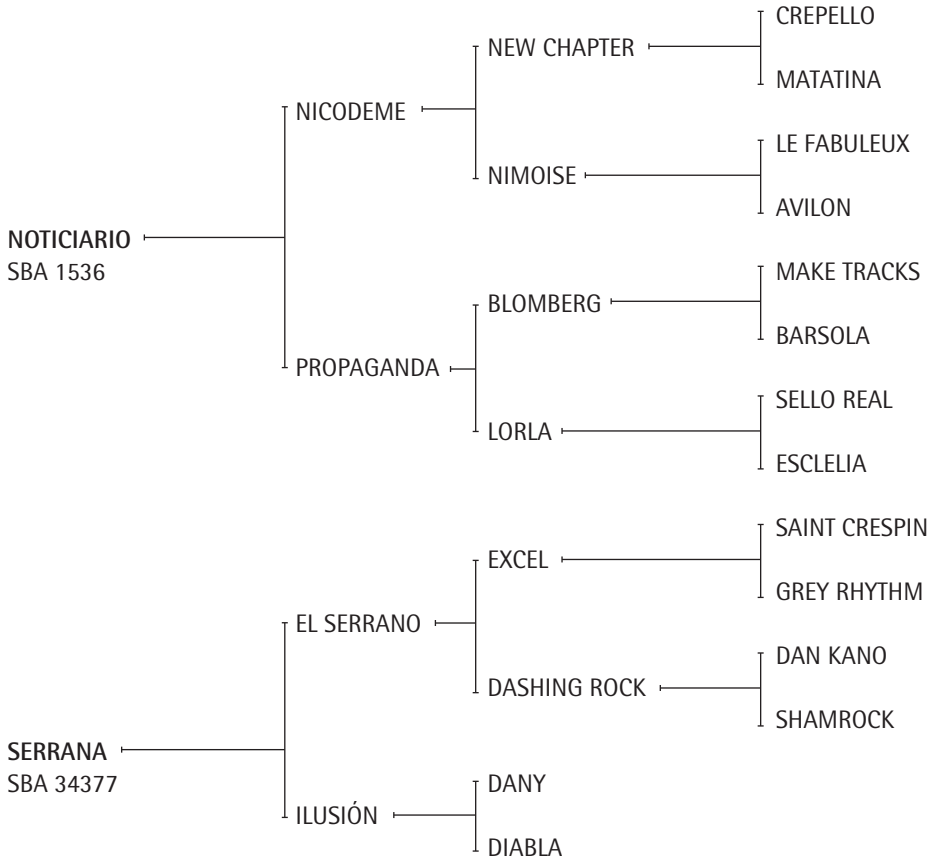 CREPELLO
NEW CHAPTER
MATATINA
NICODEME
LE FABULEUX
NIMOISE
AVILON
NOTICIARIO
SBA 1536
MAKE TRACKS
BLOMBERG
BARSOLA
PROPAGANDA
SELLO REAL
LORLA
ESCLELIA
SAINT CRESPIN
EXCEL
GREY RHYTHM
EL SERRANO
DAN KANO
DASHING ROCK
SHAMROCK
SERRANA
SBA 34377
DANY
ILUSIÓN
DIABLA